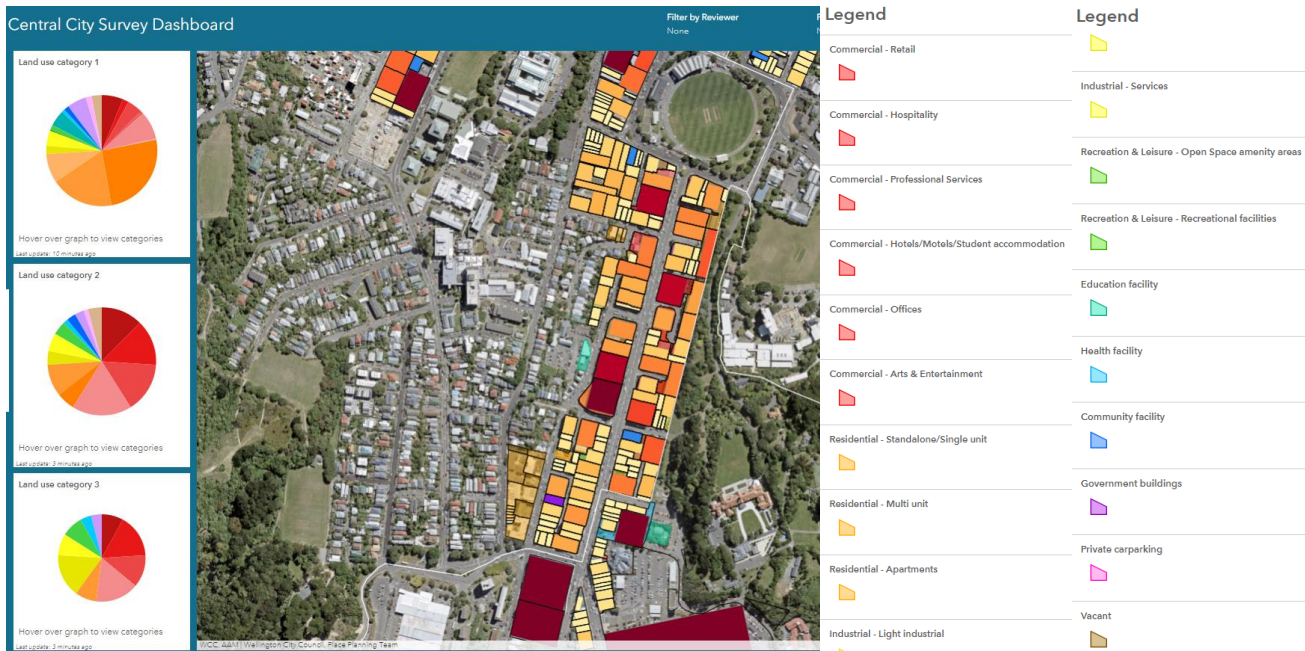 Central City Survey Dashboard
Filter by Reviewer
None
Land use category 1
Hover over graph to view categories
Last update: 10 minutes ago
Land use category 2
Hover over graph to view categories
Last update: 3 minutes ago
Land use category 3
Hover over graph to view categories
Last update: 3 minutes ago
WCC, AAM | Wellington City Council, Place Planning Team
Legend
Commercial - Retail
Commercial - Hospitality
Commercial - Professional Services
Commercial - Hotels/Motels/Student accommodation
Commercial - Offices
Commercial - Arts & Entertainment
Residential - Standalone/Single unit
Residential - Multi unit
Residential - Apartments
Industrial - Light industrial
Legend
Industrial - Services
Recreation & Leisure - Open Space amenity areas
Recreation & Leisure - Recreational facilities
Education facility
Health facility
Community facility
Government buildings
Private carparking
Vacant